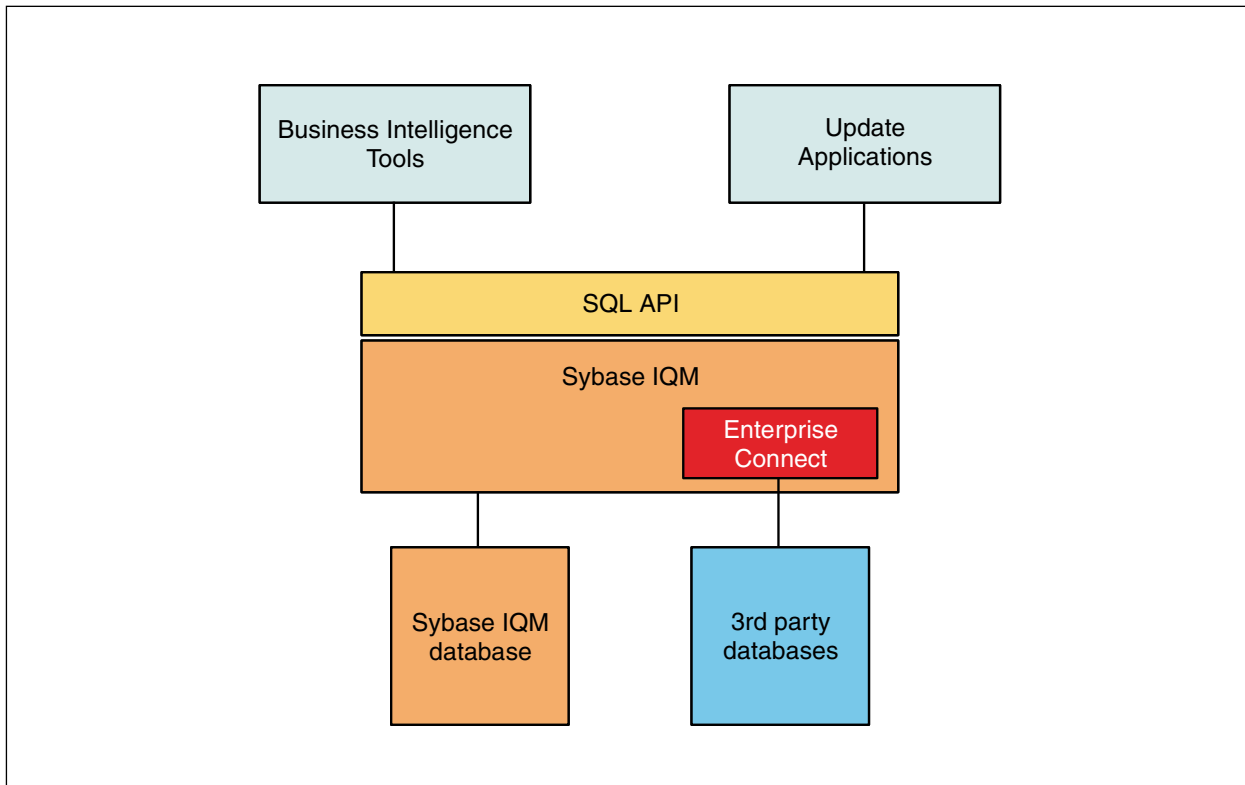 Business Intelligence
Tools
Update
Applications
SQL API
Sybase IQM
Enterprise
Connect
Sybase IQM
database
3rd party
databases